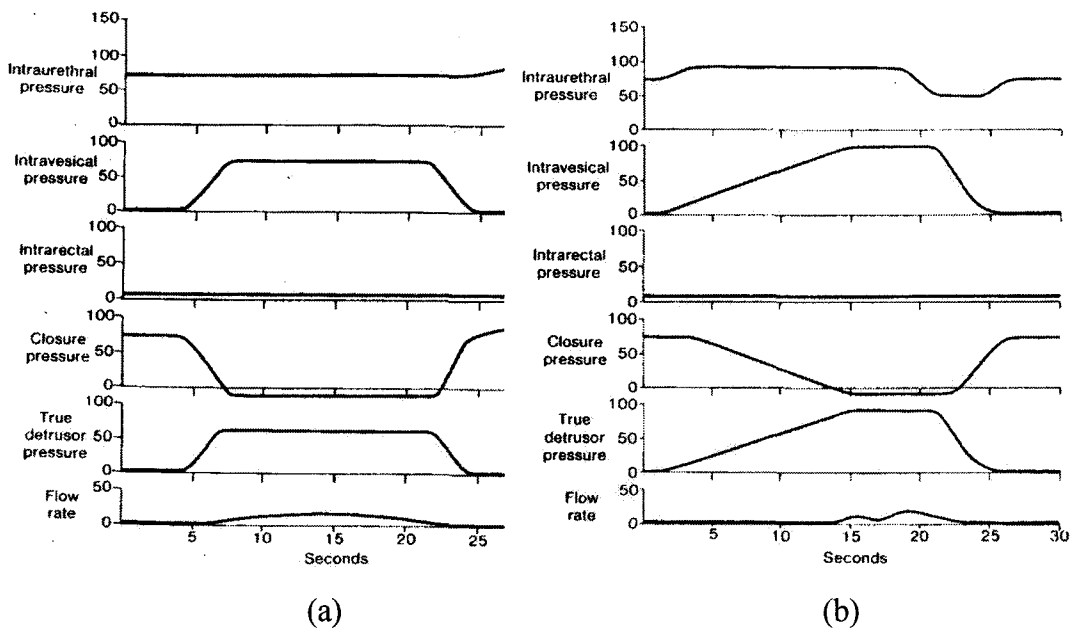 150
100
50
0
Intraurethral
pressure
100
50
0
Intravesical
pressure
100
50
0
Intrarectal
pressure
100
50
0
Closure
pressure
100
50
0
True
detrusor
pressure
50
0
Flow
rate
5 10 15 20 25
Seconds
(a)
150
100
50
0
Intraurethral
pressure
100
50
0
Intravesical
pressure
100
50
0
Intrarectal
pressure
100
50
0
Closure
pressure
100
50
0
True
detrusor
pressure
50
0
Flow
rate
5 10 15 20 25 30
Seconds
(b)